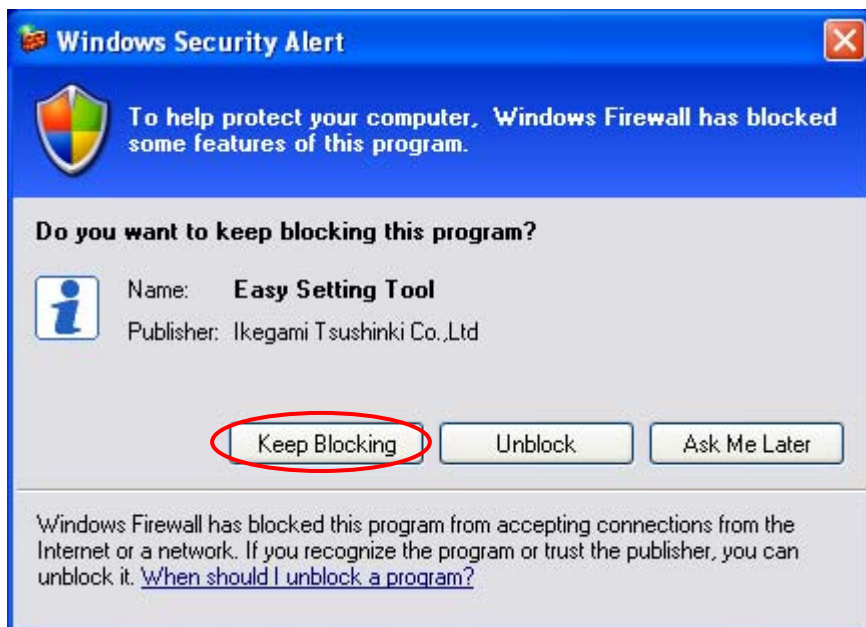 Windows Security Alert
To help protect your computer, Windows Firewall has blocked
some features of this program.
Do you want to keep blocking this program?
Name: Easy Setting Tool
Publisher: Ikegami Tsushinki Co.,Ltd
Keep Blocking Unblock Ask Me Later
Windows Firewall has blocked this program from accepting connections from the
Internet or a network. If you recognize the program or trust the publisher, you can
unblock it. When should I unblock a program?